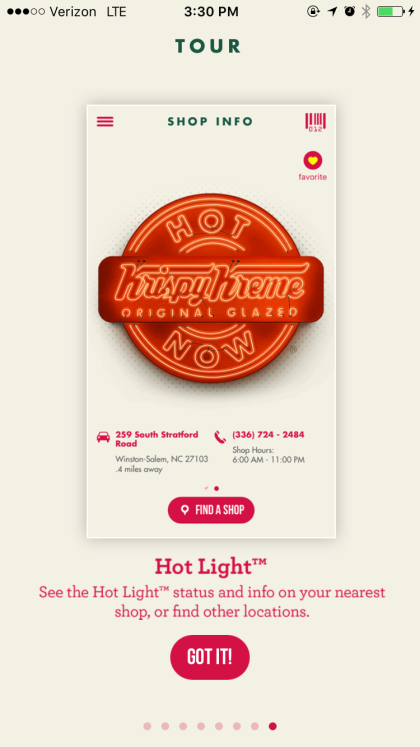 Verizon LTE 3:30 PM
TOUR
SHOP INFO
012
favorite
HOT
Krispy Kreme
ORIGINAL GLAZED
NOW
259 South Stratford
Road
Winston-Salem, NC 27103
.4 miles away
(336) 724 - 2484
Shop Hours:
6:00 AM - 11:00 PM
FIND A SHOP
Hot Light™
See the Hot Light™ status and info on your nearest
shop, or find other locations.
GOT IT!